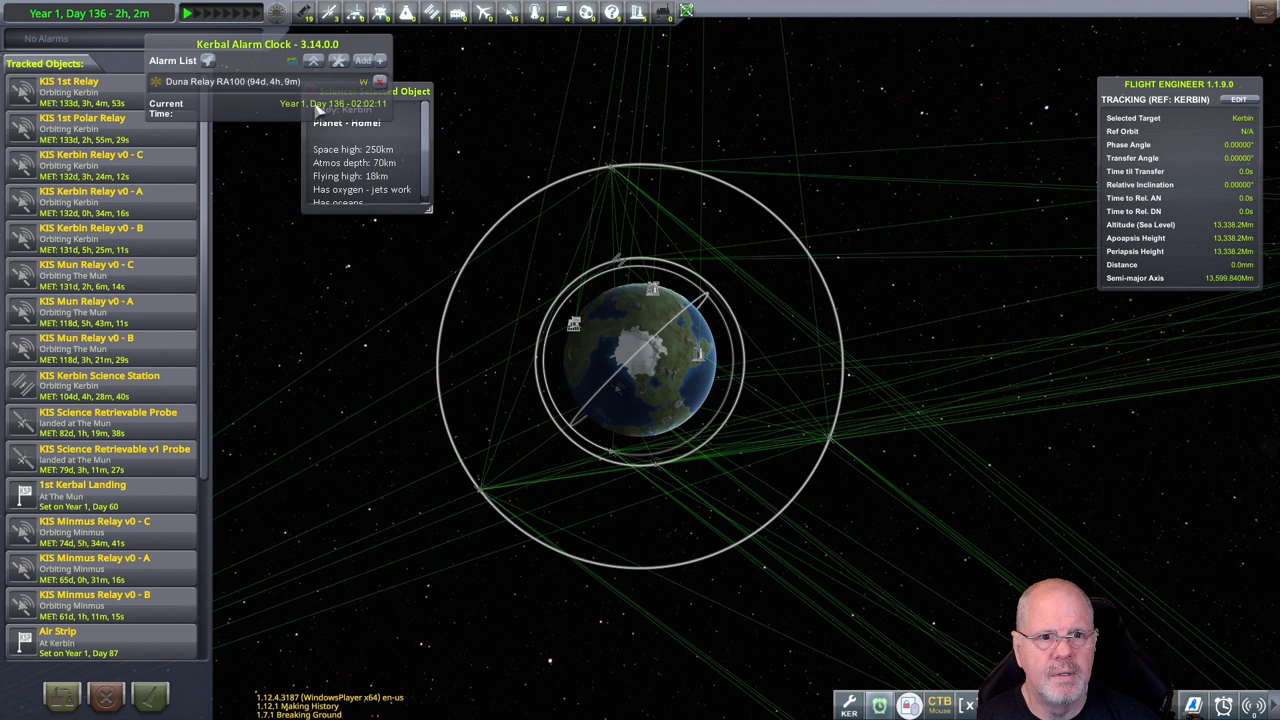 Year 1, Day 136 - 2h, 2m
19
3
15
4
9
5
No Alarms
Kerbal Alarm Clock - 3.14.0.0
Alarm List
Add +
Duna Relay RA100 (94d, 4h, 9m)
W
Current Time:
Year 1, Day 136 - 02:02:11
Selected Object
Body: Kerbin
Planet - Home!
Space high: 250km
Atmos depth: 70km
Flying high: 18km
Has oxygen - jets work
Has oceans
Tracked Objects:
KIS 1st Relay
Orbiting Kerbin
MET: 133d, 3h, 4m, 53s
KIS 1st Polar Relay
Orbiting Kerbin
MET: 133d, 2h, 55m, 29s
KIS Kerbin Relay v0 - C
Orbiting Kerbin
MET: 132d, 3h, 24m, 12s
KIS Kerbin Relay v0 - A
Orbiting Kerbin
MET: 132d, 0h, 34m, 16s
KIS Kerbin Relay v0 - B
Orbiting Kerbin
MET: 131d, 5h, 25m, 11s
KIS Mun Relay v0 - C
Orbiting The Mun
MET: 131d, 2h, 6m, 14s
KIS Mun Relay v0 - A
Orbiting The Mun
MET: 118d, 5h, 43m, 11s
KIS Mun Relay v0 - B
Orbiting The Mun
MET: 118d, 3h, 21m, 29s
KIS Kerbin Science Station
Orbiting Kerbin
MET: 104d, 4h, 28m, 40s
KIS Science Retrievable Probe
landed at The Mun
MET: 82d, 1h, 19m, 38s
KIS Science Retrievable v1 Probe
landed at The Mun
MET: 79d, 3h, 11m, 27s
KSP
1st Kerbal Landing
At The Mun
Set on Year 1, Day 60
KIS Minmus Relay v0 - C
Orbiting Minmus
MET: 74d, 5h, 34m, 41s
KIS Minmus Relay v0 - A
Orbiting Minmus
MET: 65d, 0h, 31m, 16s
KIS Minmus Relay v0 - B
Orbiting Minmus
MET: 61d, 1h, 11m, 15s
KSP
Air Strip
At Kerbin
Set on Year 1, Day 87
FLIGHT ENGINEER 1.1.9.0
TRACKING (REF: KERBIN)
EDIT
Selected Target Kerbin
Ref Orbit N/A
Phase Angle 0.00000°
Transfer Angle 0.00000°
Time til Transfer 0.0s
Relative Inclination 0.00000°
Time to Rel. AN 0.0s
Time to Rel. DN 0.0s
Altitude (Sea Level) 13,338.2Mm
Apoapsis Height 13,338.2Mm
Periapsis Height 13,338.2Mm
Distance 0.0mm
Semi-major Axis 13,599.840Mm
1.12.4.3187 (WindowsPlayer x64) en-us
1.12.1 Making History
1.7.1 Breaking Ground
KER
CTB
Mouse
0